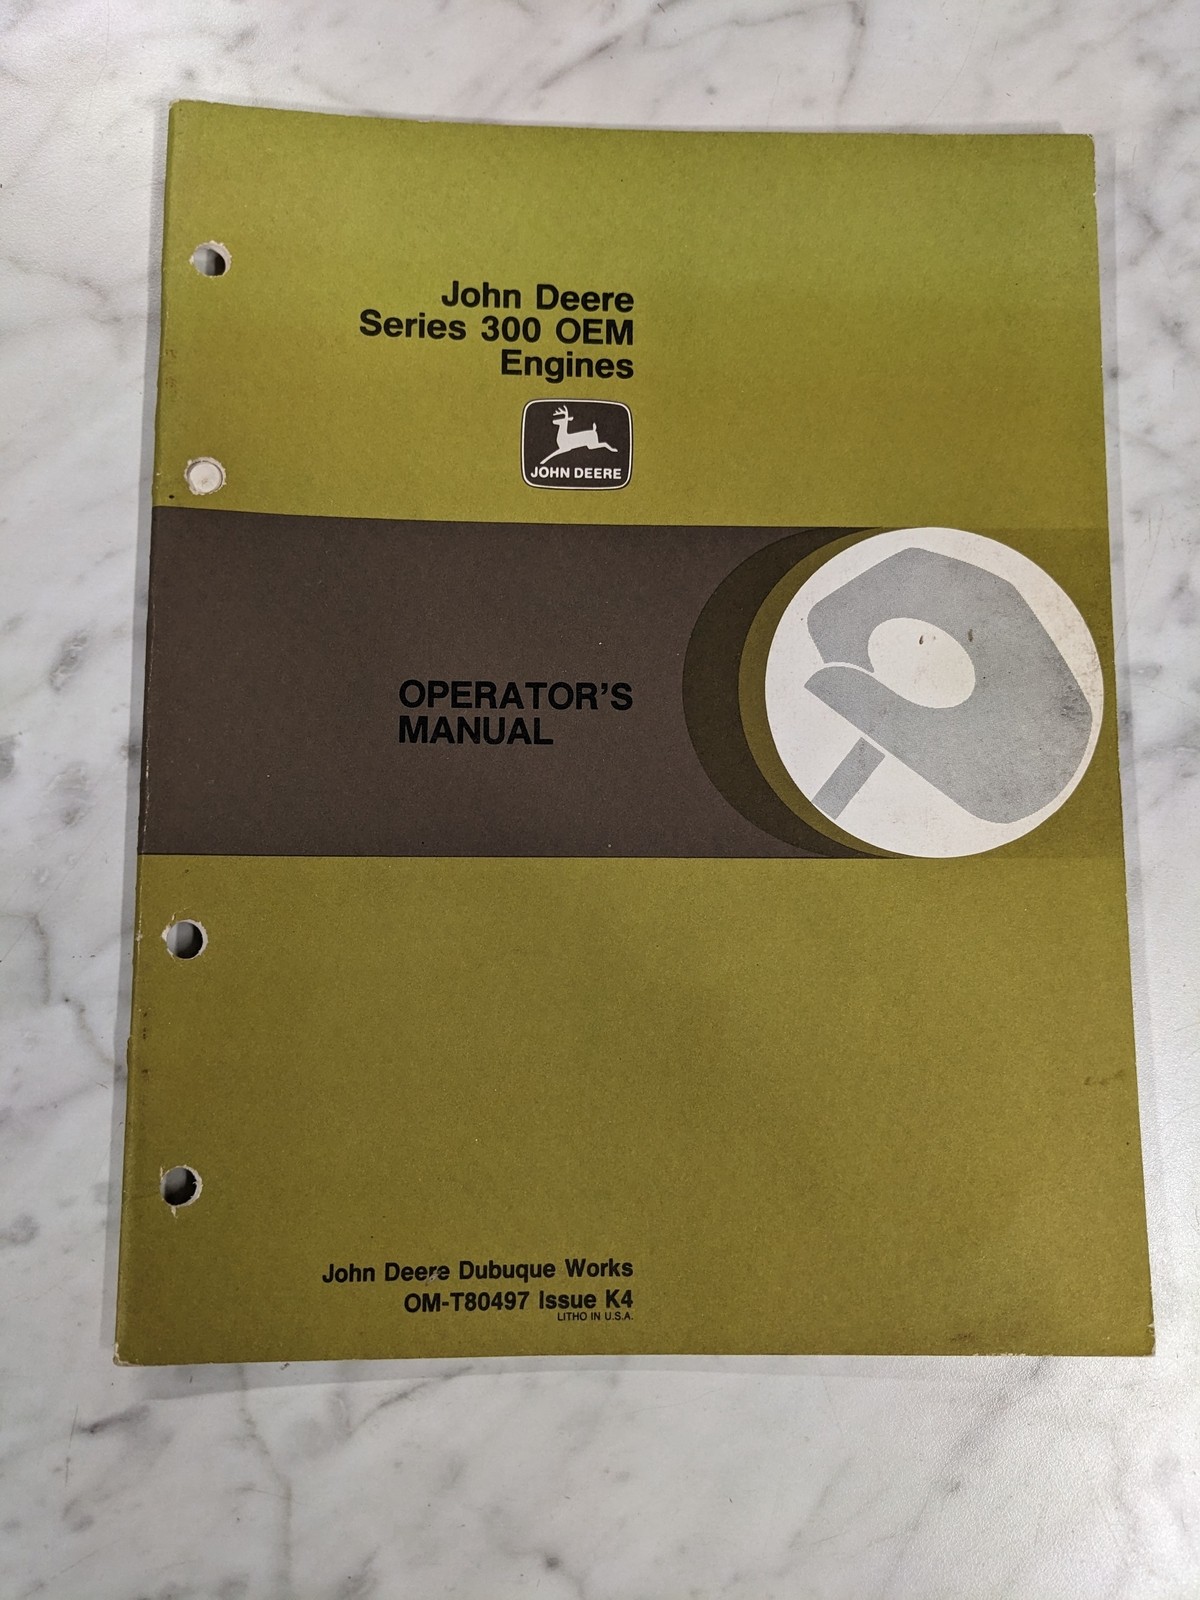 John Deere
Series 300 OEM
Engines
JOHN DEERE
OPERATOR'S
MANUAL
John Deere Dubuque Works
OM-T80497 Issue K4
LITHO IN U.S.A.